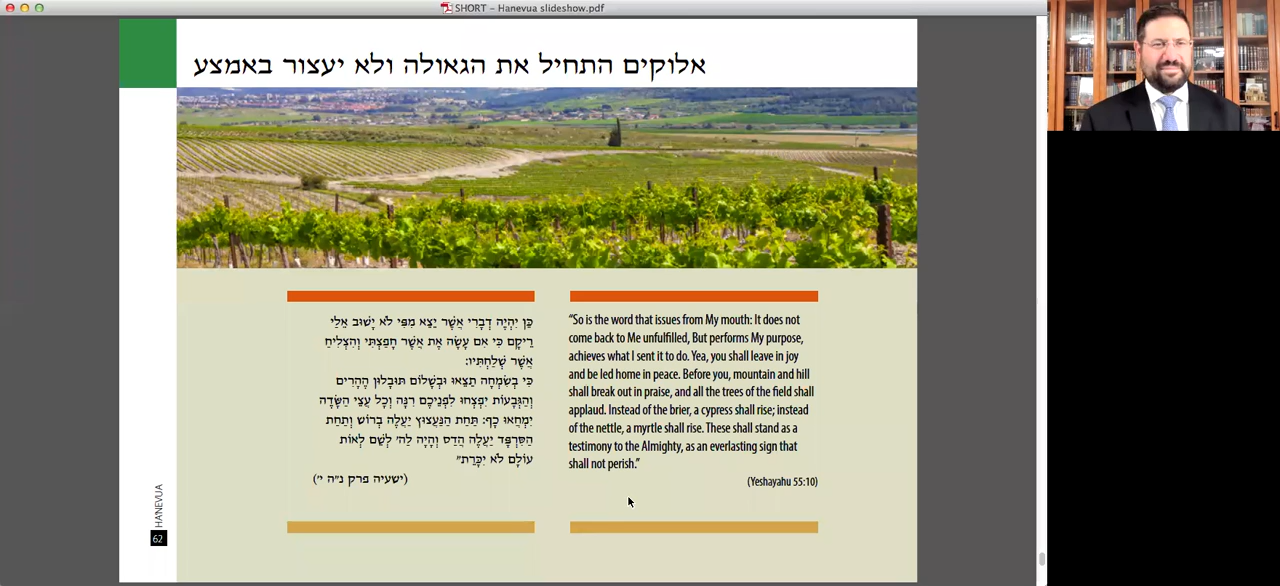 SHORT – Hanevua slideshow.pdf
אלוקים התחיל את הגאולה ולא יעצור באמצע
כֵּן יִהְיֶה דְבָרִי אֲשֶׁר יֵצֵא מִפִּי לֹא יָשׁוּב אֵלַי
רֵיקָם כִּי אִם עָשָׂה אֶת אֲשֶׁר חָפַצְתִּי וְהִצְלִיחַ
אֲשֶׁר שְׁלַחְתִּיו:
כִּי בְשִׂמְחָה תֵצֵאוּ וּבְשָׁלוֹם תּוּבָלוּן הֶהָרִים
וְהַגְּבָעוֹת יִפְצְחוּ לִפְנֵיכֶם רִנָּה וְכָל עֲצֵי הַשָּׂדֶה
יִמְחֲאוּ כָף: תַּחַת הַנַּעֲצוּץ יַעֲלֶה בְרוֹשׁ וְתַחַת
הַסִּרְפָּד יַעֲלֶה הֲדַס וְהָיָה לַה׳ לְשֵׁם לְאוֹת
עוֹלָם לֹא יִכָּרֵת״
(ישעיה פרק נ״ה י׳)
“So is the word that issues from My mouth: It does not
come back to Me unfulfilled, But performs My purpose,
achieves what I sent it to do. Yea, you shall leave in joy
and be led home in peace. Before you, mountain and hill
shall break out in praise, and all the trees of the field shall
applaud. Instead of the brier, a cypress shall rise; instead
of the nettle, a myrtle shall rise. These shall stand as a
testimony to the Almighty, as an everlasting sign that
shall not perish.”
(Yeshayahu 55:10)
HANEVUA
62